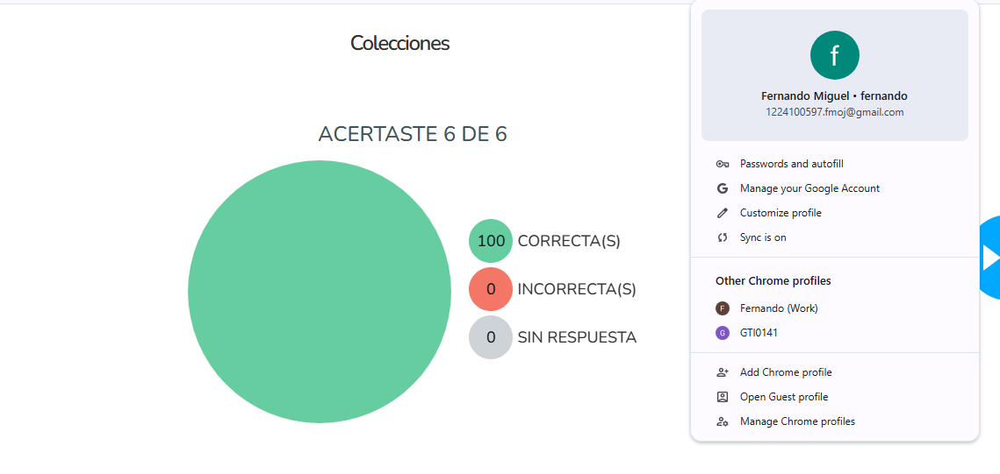 Colecciones
ACERTASTE 6 DE 6
100 CORRECTA(S)
0 INCORRECTA(S)
0 SIN RESPUESTA
f
Fernando Miguel • fernando
1224100597.fmoj@gmail.com
Passwords and autofill
G Manage your Google Account
Customize profile
Sync is on
Other Chrome profiles
F Fernando (Work)
G GTI0141
Add Chrome profile
Open Guest profile
Manage Chrome profiles